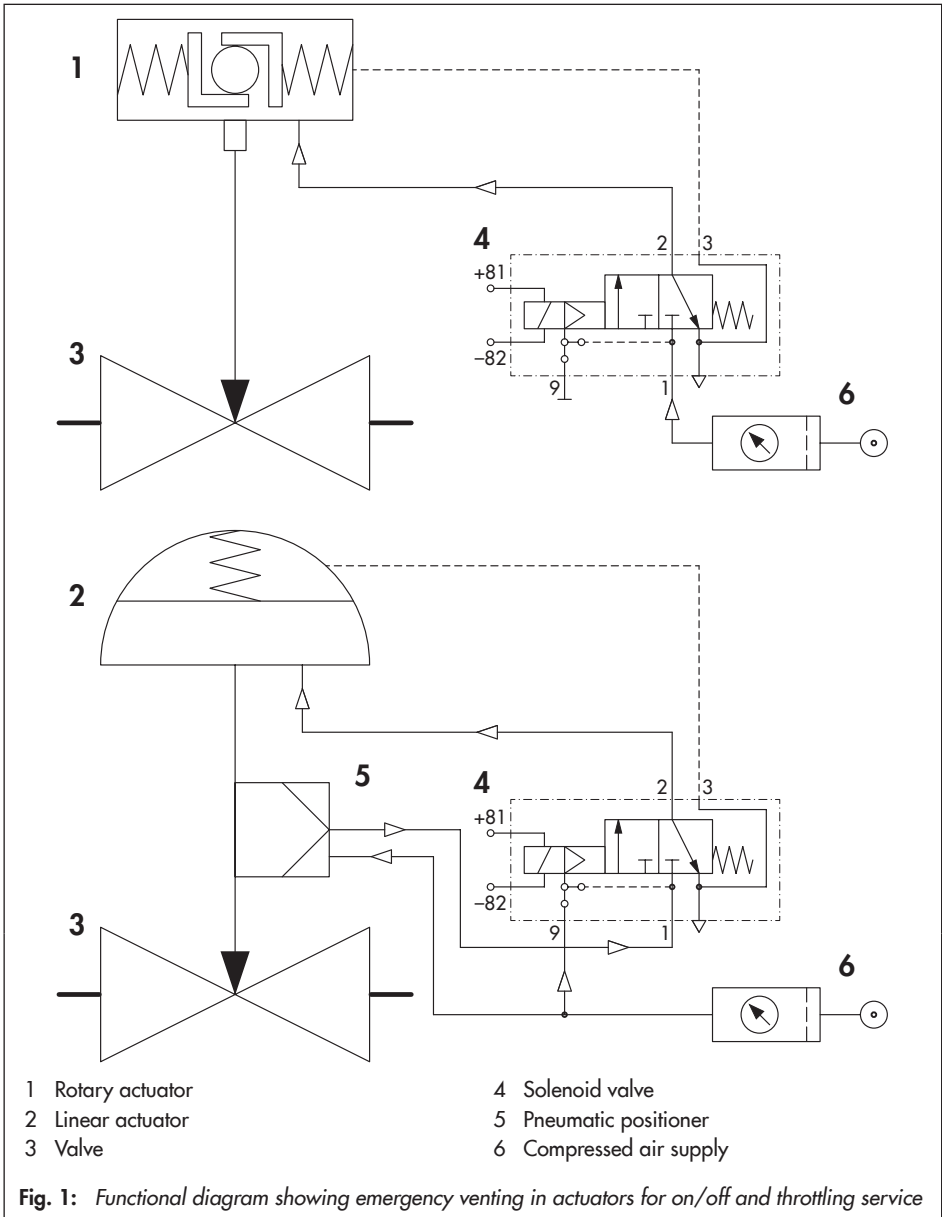 1
2 3
4
+81
−82
9 1
3
6
2
5
2 3
4
+81
−82
9 1
3
6
1 Rotary actuator
2 Linear actuator
3 Valve
4 Solenoid valve
5 Pneumatic positioner
6 Compressed air supply
Fig. 1: Functional diagram showing emergency venting in actuators for on/off and throttling service